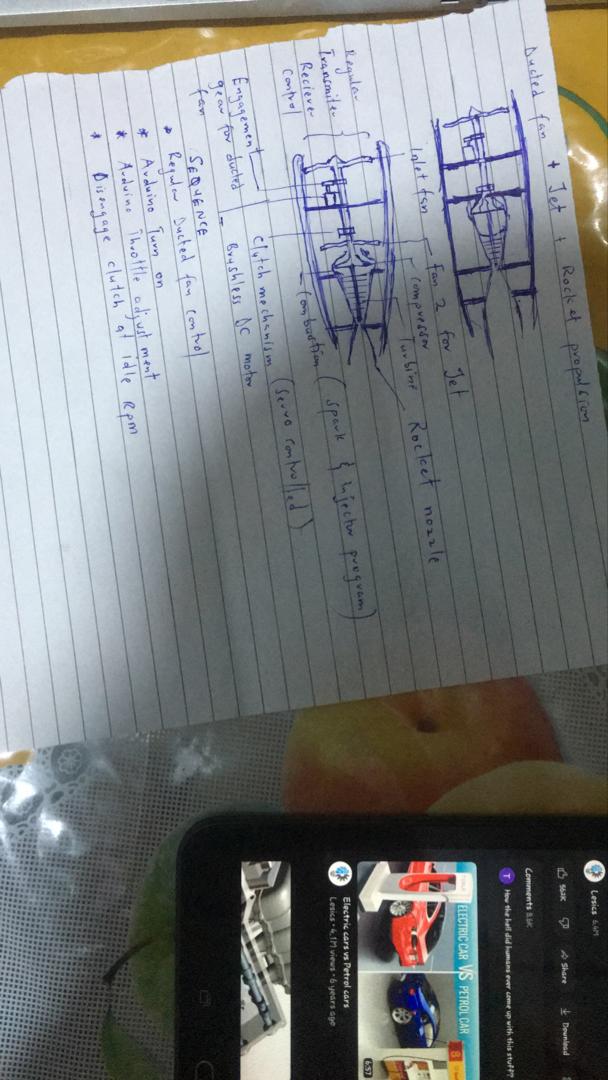 Ducted fan + Jet + Rocket propulsion
Inlet fan
Fan 2 for Jet
compressor
Turbine
Rocket nozzle
Regular
Transmiter
Reciever
Control
Combustion (spark & injector program)
Clutch mechanism (servo controlled)
Brushless DC motor
Engagement
gear for ducted
fan
SEQUENCE
* Regular Ducted fan control
* Arduino Turn on
* Arduino Throttle adjustment
* Disengage clutch at idle Rpm
Lesics 6.4M
562K
Share
Download
Comments 8.6K
T
How the hell did humans ever come up with this stuff?
ELECTRIC CAR VS PETROL CAR
6:57
Electric cars vs Petrol cars
Lesics • 4.1M views • 6 years ago